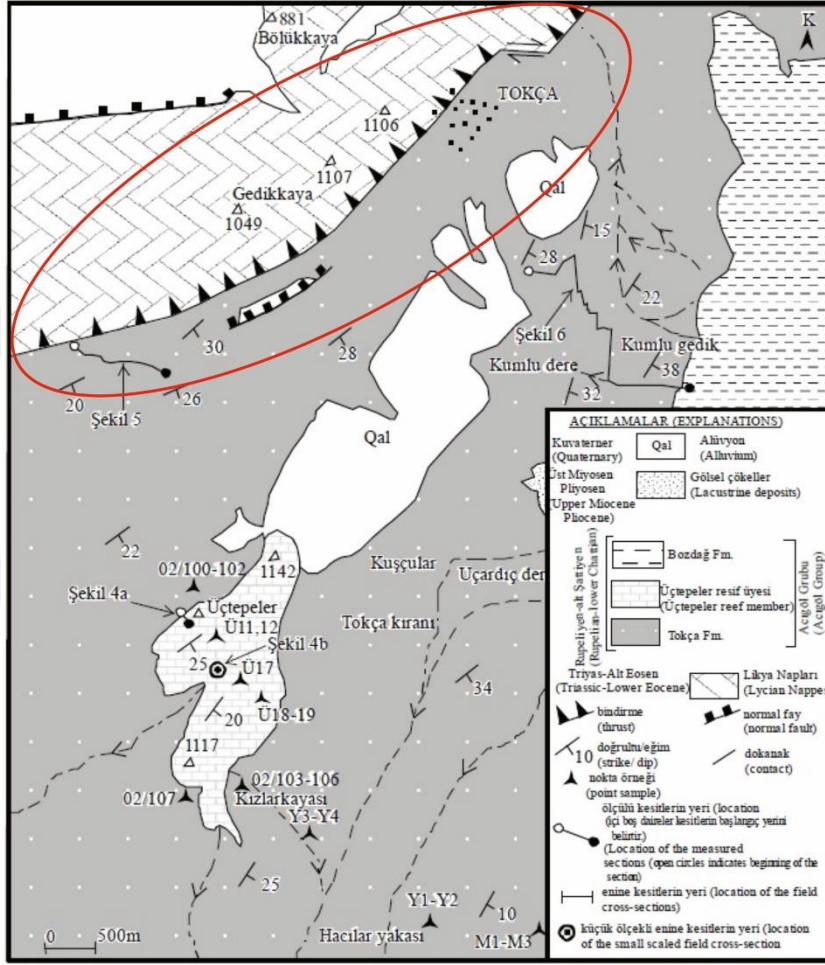 881
Bölükkaya
K
TOKÇA
1106
1107
Gedikkaya
1049
Qal
15
28
22
30
28
Şekil 6
Kumlu gedik
Kumlu dere
38
20
26
32
Şekil 5
Qal
22
1142
Kuşçular
02/100-102
Uçardıç der
Şekil 4a
Üçtepeler
Tokça kıranı
Ü11,12
Şekil 4b
25
Ü17
34
Ü18-19
20
1117
02/103-106
02/107
Kızlarkayası
Y3-Y4
25
Y1-Y2
10
Hacılar yakası
M1-M3
0 500m
AÇIKLAMALAR (EXPLANATIONS)
Kuvaterner
(Quaternary)
Qal
Alüvyon
(Alluvium)
Üst Miyosen
Pliyosen
(Upper Miocene
Pliocene)
Gölsel çökeller
(Lacustrine deposits)
Rupeliyen-alt Şattiyen
(Rupelian-lower Chattian)
Bozdağ Fm.
Üçtepeler resif üyesi
(Üçtepeler reef member)
Tokça Fm.
Acıgöl Grubu
(Acıgöl Group)
Triyas-Alt Eosen
(Triassic-Lower Eocene)
Likya Napları
(Lycian Nappes
bindirme
(thrust)
normal fay
(normal fault)
10
doğrultu/eğim
(strike/ dip)
dokanak
(contact)
nokta örneği
(point sample)
ölçülü kesitlerin yeri (location
(içi boş daireler kesitlerin başlangıç yerini
belirtir.)
(Location of the measured
sections (open circles indicates beginning of the
section)
enine kesitlerin yeri (location of the field
cross-sections)
küçük ölçekli enine kesitlerin yeri (location
of the small scaled field cross-section